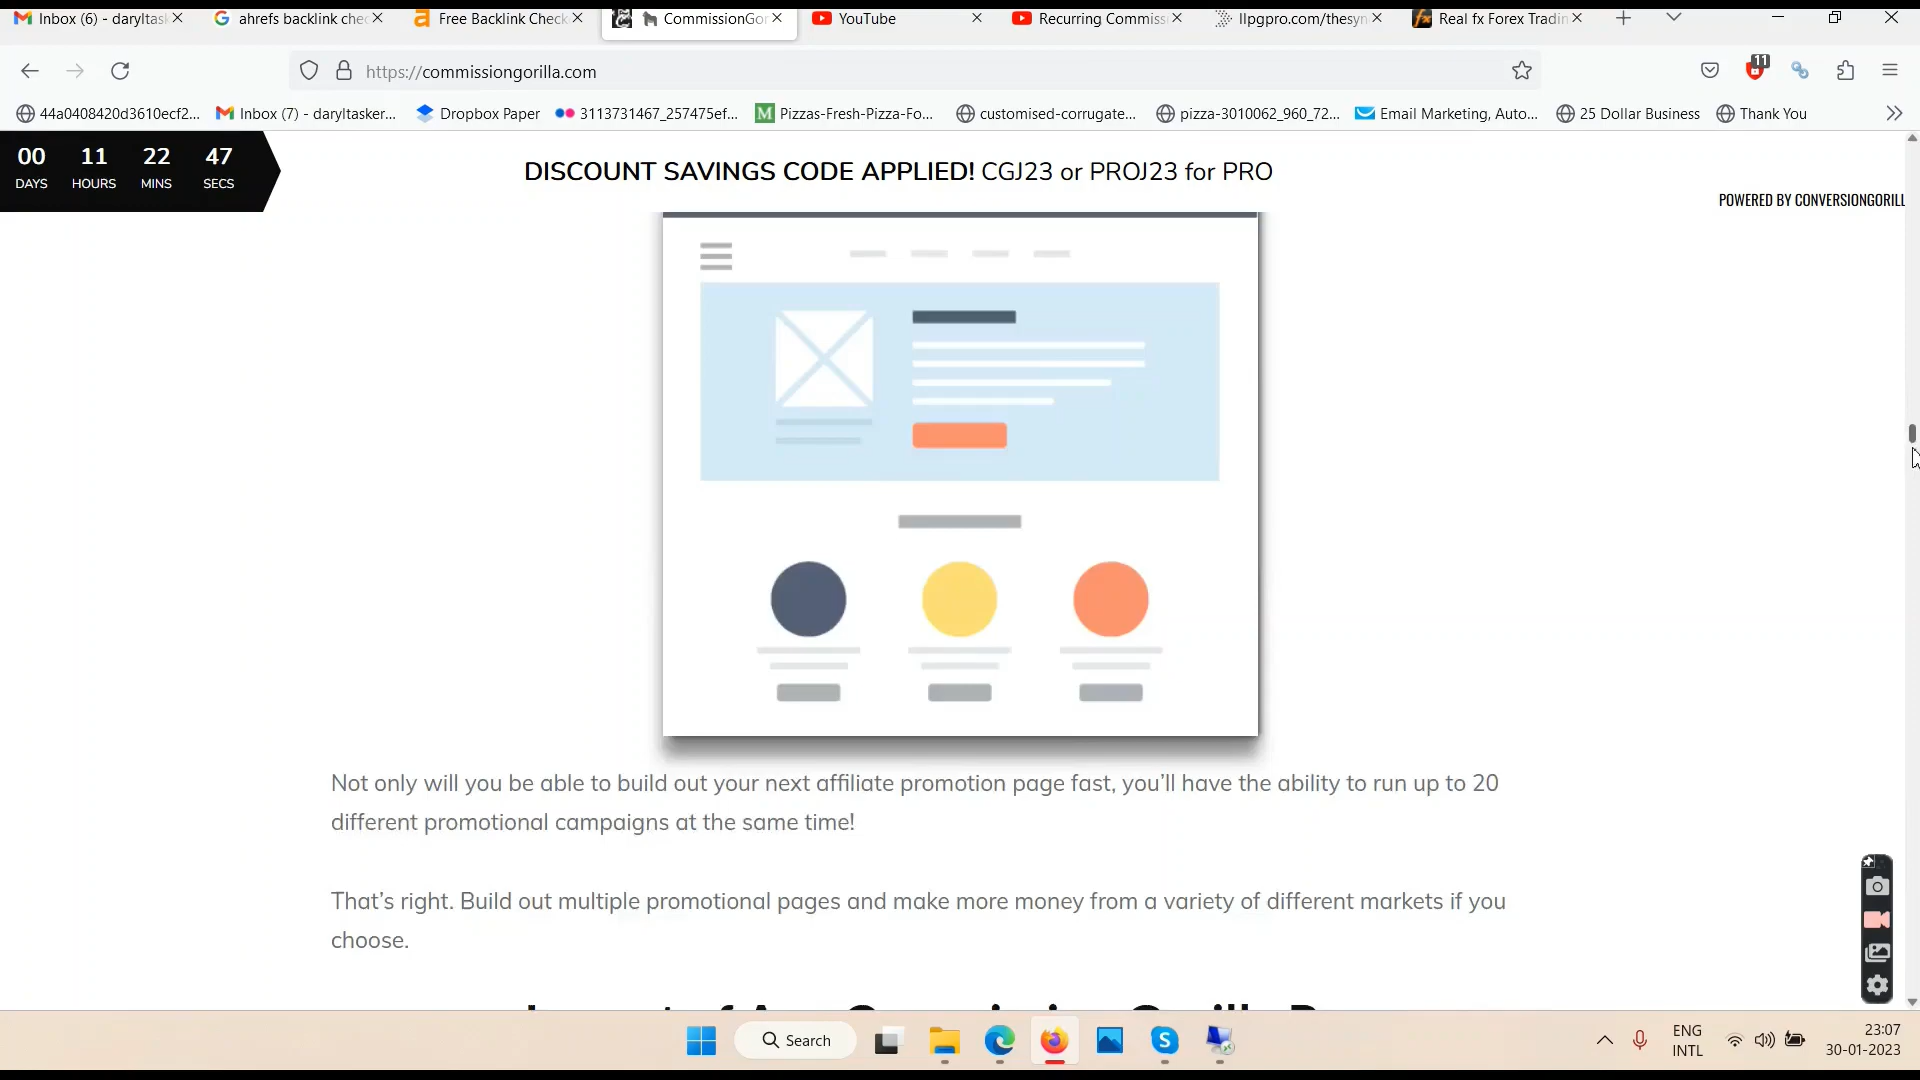 Inbox (6) - daryltask
ahrefs backlink chec
Free Backlink Check
CommissionGor
YouTube
Recurring Commiss
llpgpro.com/thesyn
Real fx Forex Tradin
https://commissiongorilla.com
11
44a0408420d3610ecf2...
Inbox (7) - daryltasker...
Dropbox Paper
3113731467_257475ef...
Pizzas-Fresh-Pizza-Fo...
customised-corrugate...
pizza-3010062_960_72...
Email Marketing, Auto...
25 Dollar Business
Thank You
00 11 22 47
DAYS HOURS MINS SECS
DISCOUNT SAVINGS CODE APPLIED! CGJ23 or PROJ23 for PRO
POWERED BY CONVERSIONGORILL
Not only will you be able to build out your next affiliate promotion page fast, you'll have the ability to run up to 20
different promotional campaigns at the same time!
That's right. Build out multiple promotional pages and make more money from a variety of different markets if you
choose.
Search
ENG
INTL
23:07
30-01-2023